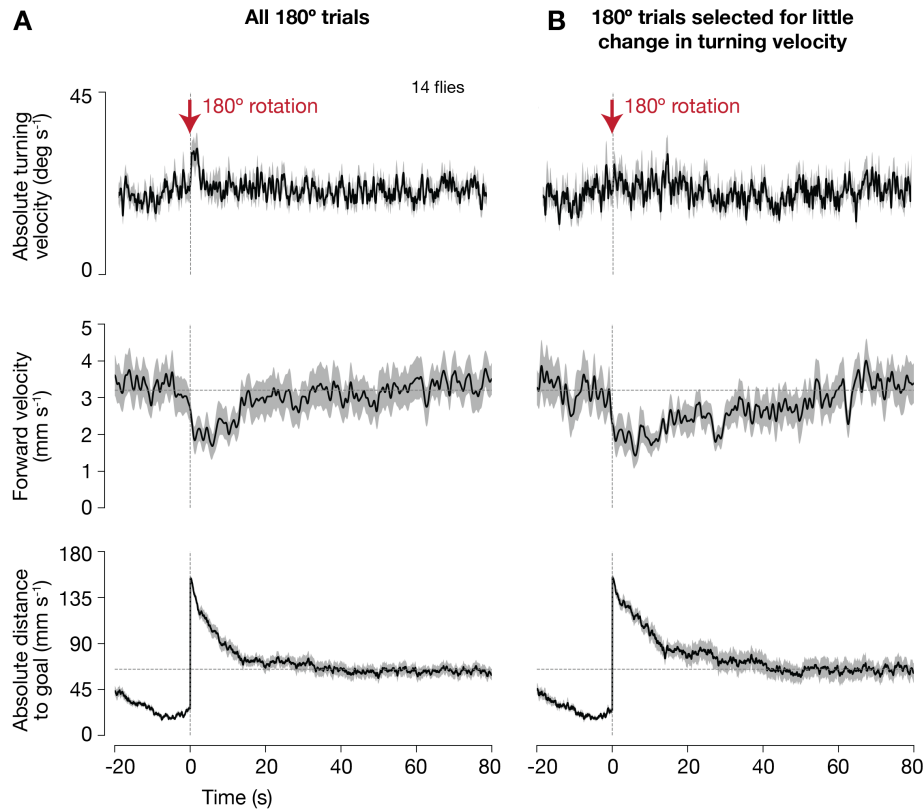 A
All 180º trials
B
180º trials selected for little
change in turning velocity
14 flies
180º rotation
180º rotation
Absolute turning
velocity (deg s-1)
45
0
Forward velocity
(mm s-1)
5
4
3
2
1
0
Absolute distance
to goal (mm s-1)
180
135
90
45
0
-20 0 20 40 60 80
-20 0 20 40 60 80
Time (s)